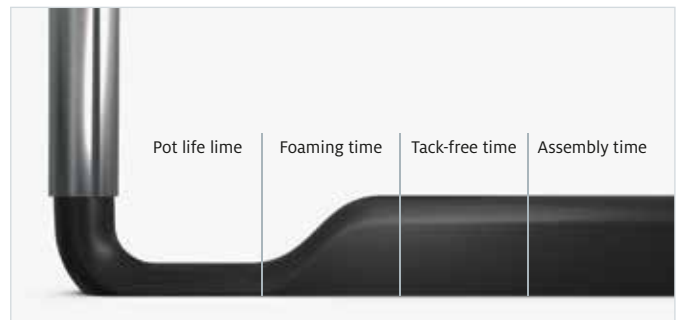 Pot life lime
Foaming time
Tack-free time
Assembly time